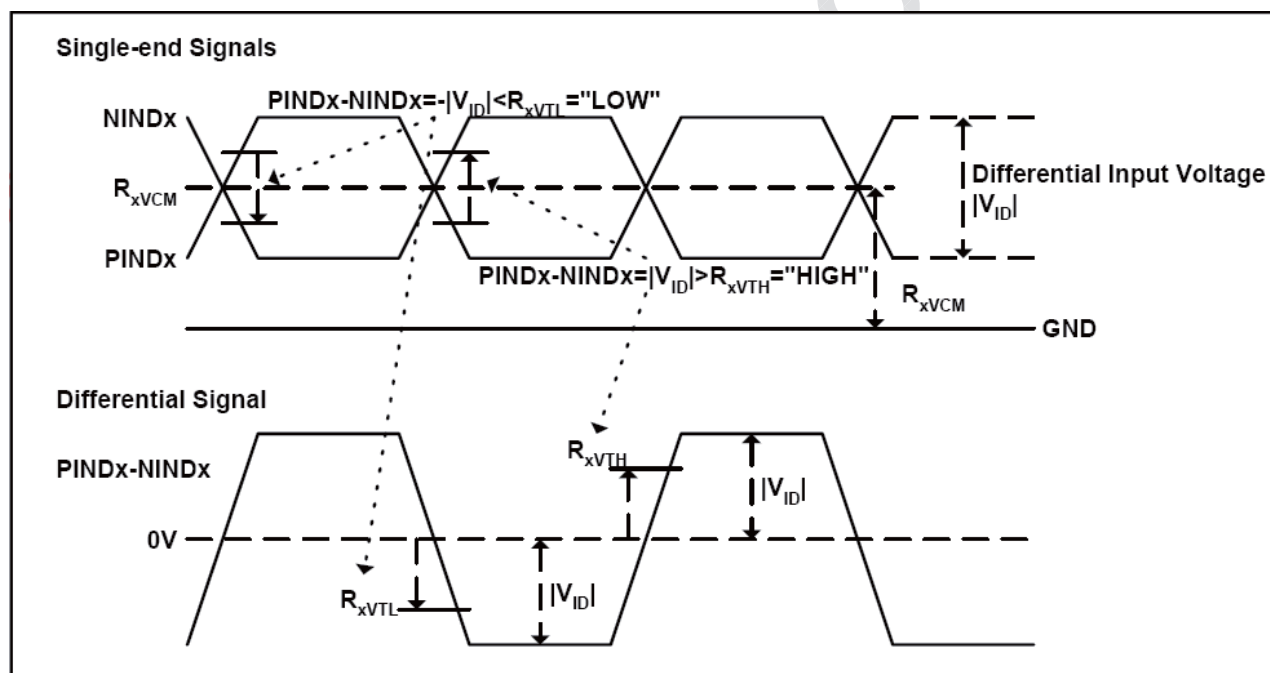 Single-end Signals
PINDx-NINDx=-|VID|<RxVTL="LOW"
NINDx
RxVCM
Differential Input Voltage
|VID|
PINDx
PINDx-NINDx=|VID|>RxVTH="HIGH"
RxVCM
GND
Differential Signal
RxVTH
PINDx-NINDx
|VID|
0V
RxVTL
|VID|